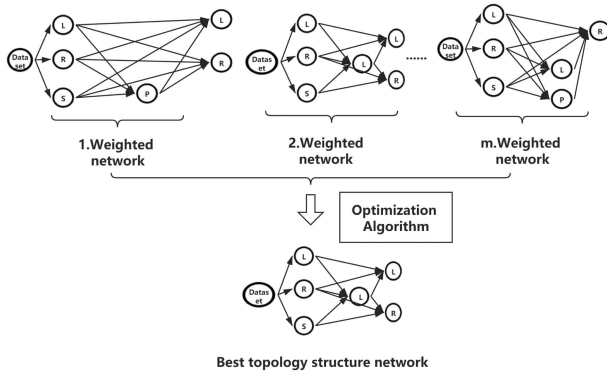 L
R
S
P
L
R
Data
set
1.Weighted
network
L
R
S
L
L
R
Datas
et
2.Weighted
network
......
L
R
S
L
P
R
Data
set
m.Weighted
network
Optimization
Algorithm
L
R
S
L
L
R
Datas
et
Best topology structure network